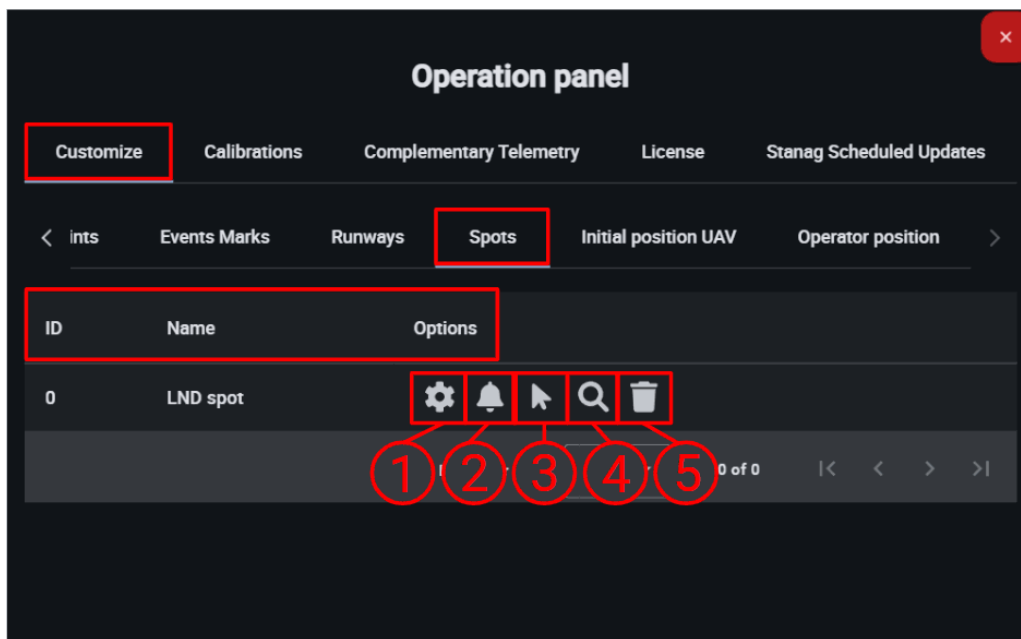 Operation panel
Customize Calibrations Complementary Telemetry License Stanag Scheduled Updates
ints Events Marks Runways Spots Initial position UAV Operator position
ID Name Options
0 LND spot
1 2 3 4 5 0 of 0